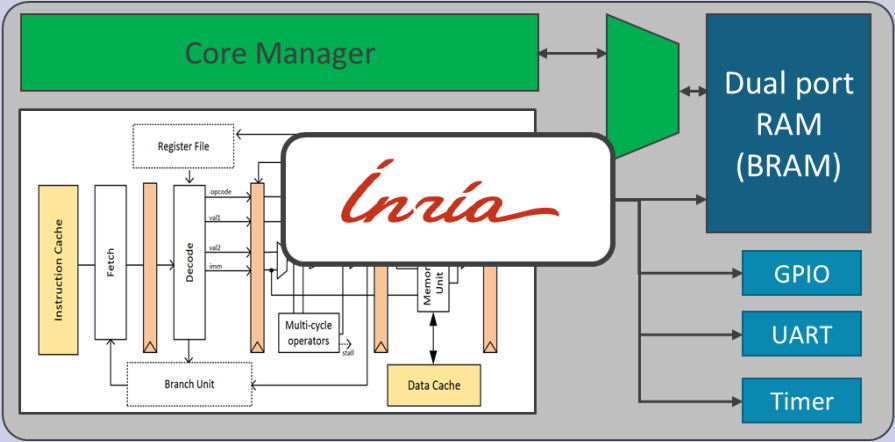 Core Manager
Dual port
RAM
(BRAM)
Register File
Inria
Instruction Cache
Fetch
Decode
opcode
val1
val2
imm
Unit
Multi-cycle
operators
stall
Branch Unit
Data Cache
GPIO
UART
Timer